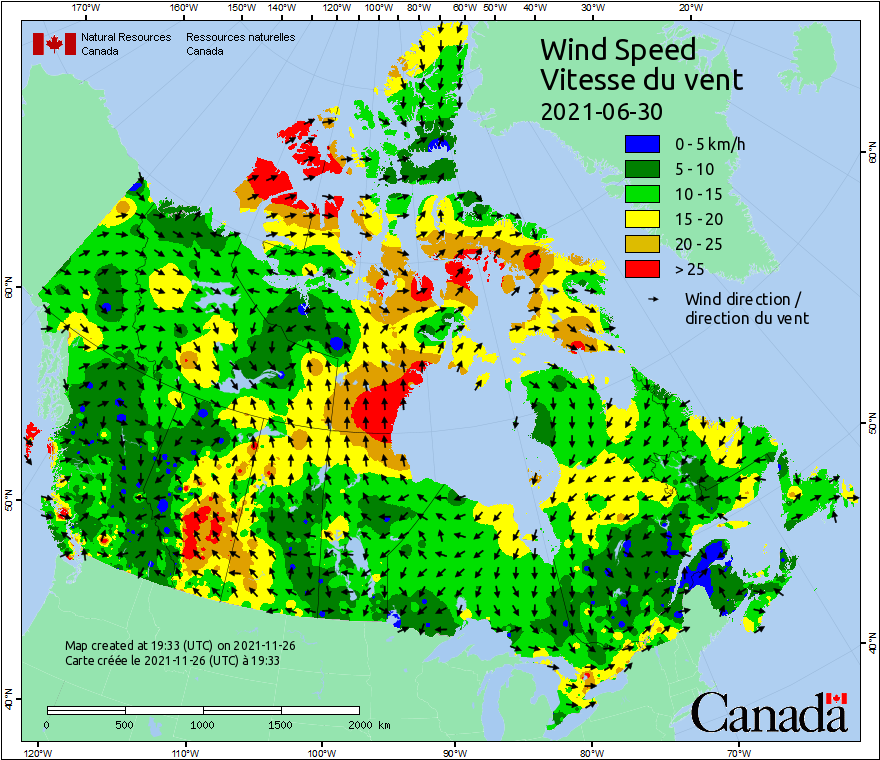 170°W 160°W 150°W 140°W 130°W 120°W 110°W 100°W 90°W 80°W 70°W 60°W 50°W 40°W 30°W 20°W
Natural Resources Canada
Ressources naturelles Canada
Wind Speed
Vitesse du vent
2021-06-30
0 - 5 km/h
5 - 10
10 - 15
15 - 20
20 - 25
> 25
Wind direction /
direction du vent
60°N
60°N
50°N
50°N
40°N
40°N
Map created at 19:33 (UTC) on 2021-11-26
Carte créée le 2021-11-26 (UTC) à 19:33
0 500 1000 1500 2000 km
Canada
120°W 110°W 100°W 90°W 80°W 70°W